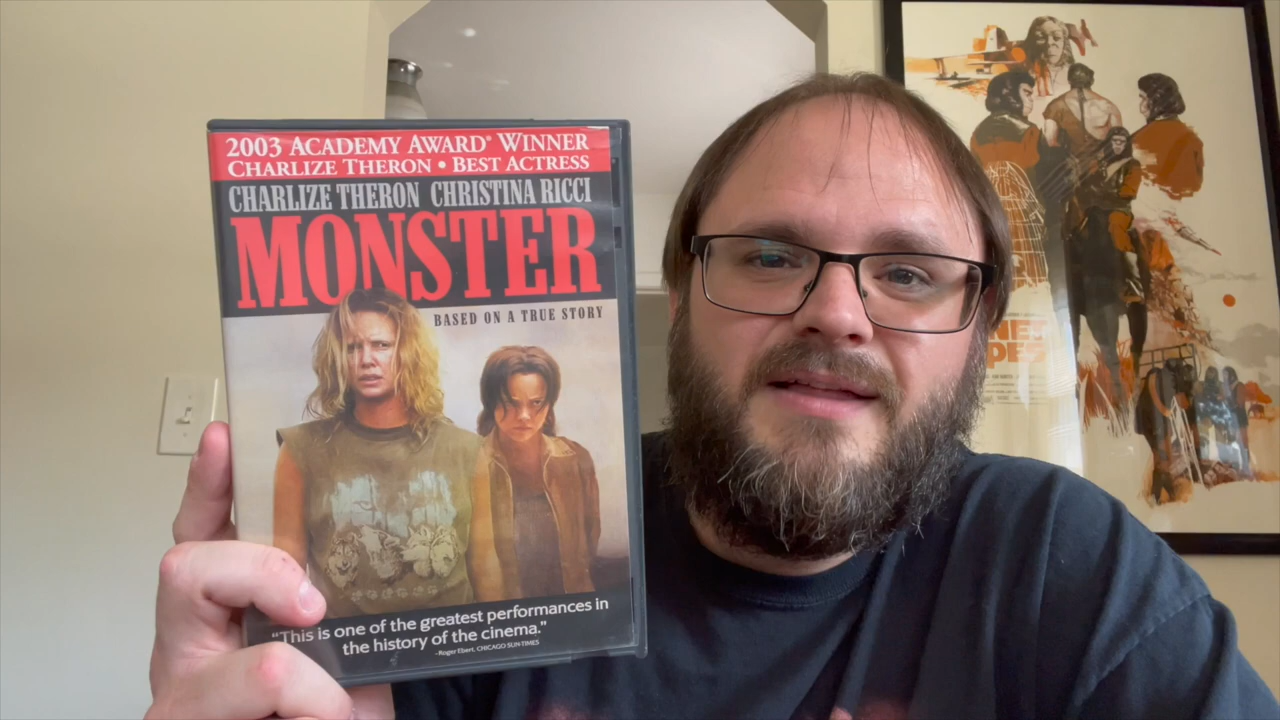 2003 ACADEMY AWARD® WINNER
CHARLIZE THERON • BEST ACTRESS
CHARLIZE THERON CHRISTINA RICCI
MONSTER
BASED ON A TRUE STORY
"This is one of the greatest performances in
the history of the cinema."
-Roger Ebert, CHICAGO SUN-TIMES
NET